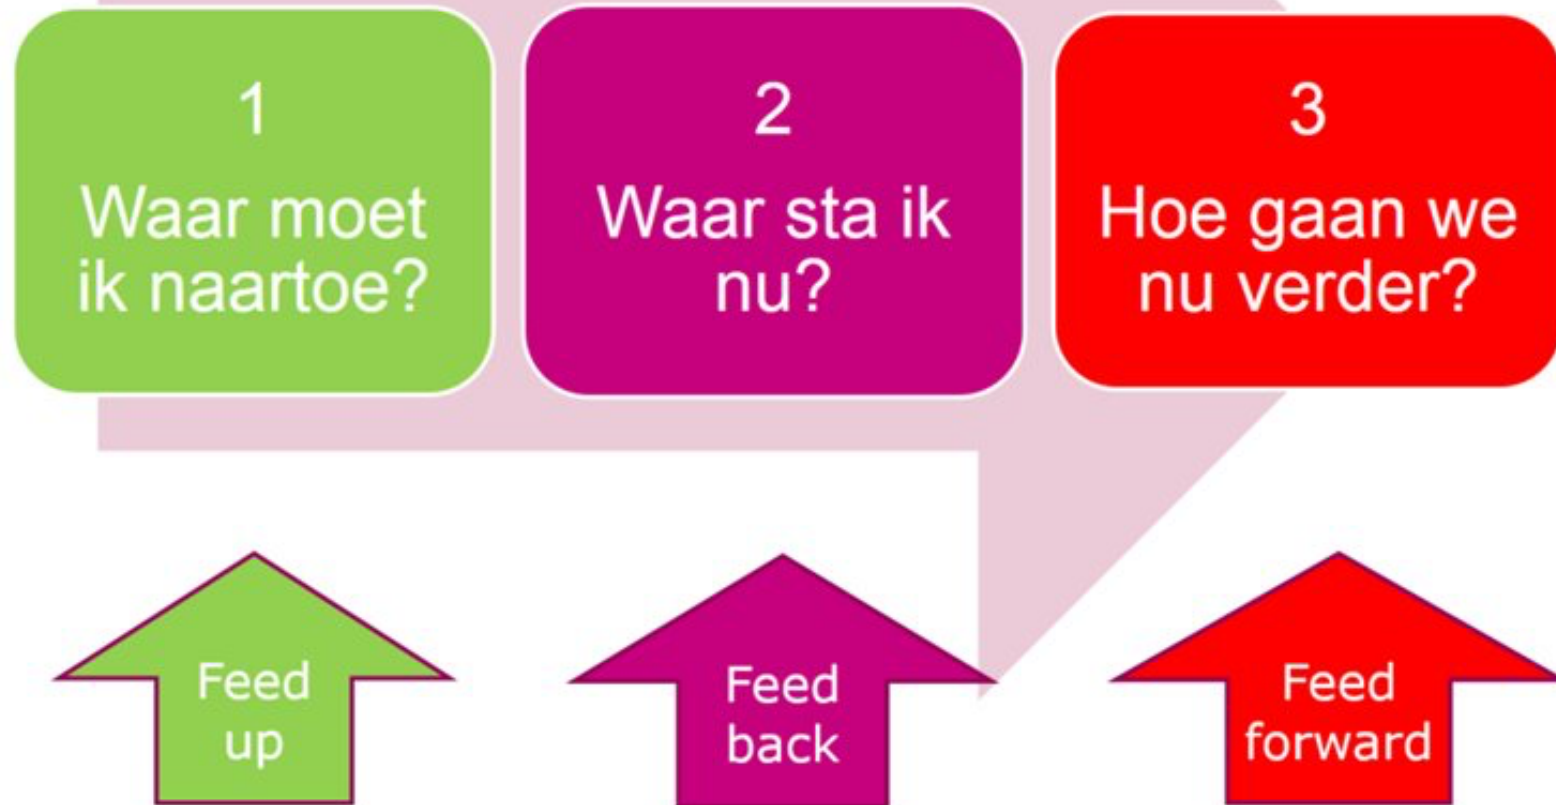 1
Waar moet
ik naartoe?
2
Waar sta ik
nu?
3
Hoe gaan we
nu verder?
Feed
up
Feed
back
Feed
forward